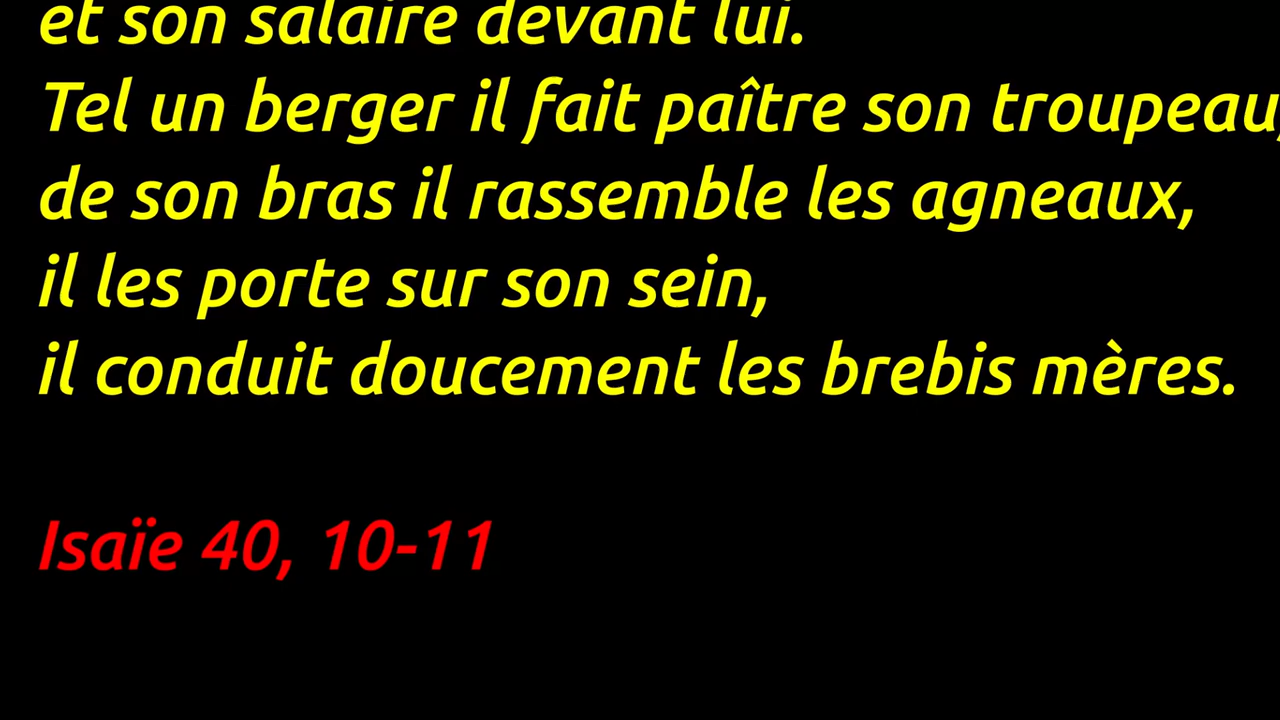 et son salaire devant lui.
Tel un berger il fait paître son troupeau,
de son bras il rassemble les agneaux,
il les porte sur son sein,
il conduit doucement les brebis mères.
Isaïe 40, 10-11